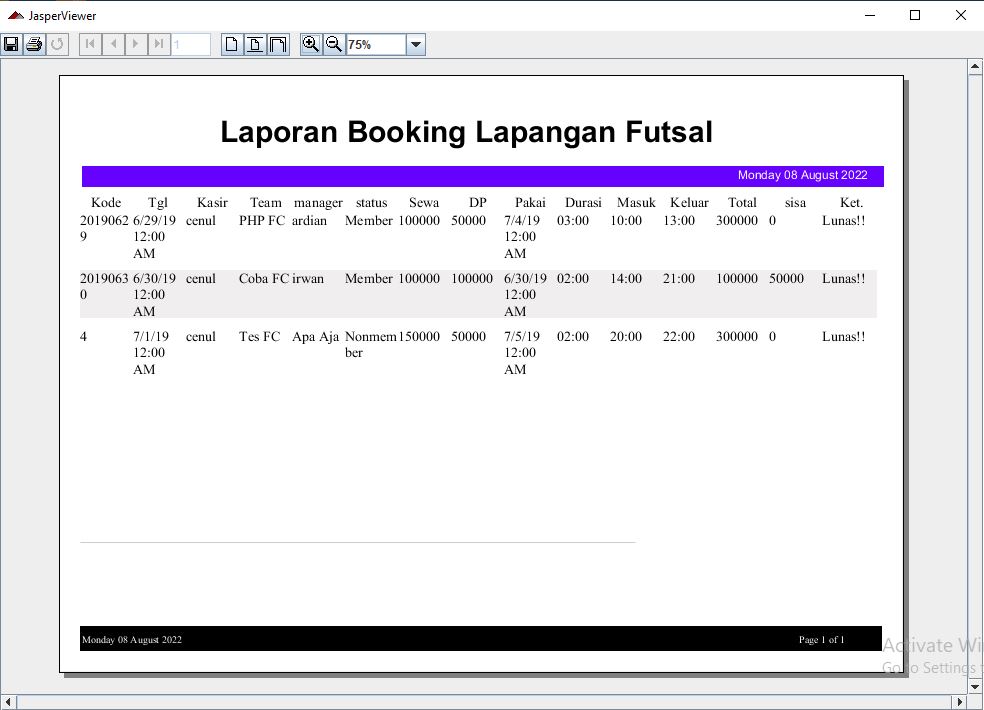 JasperViewer
1
75%
Laporan Booking Lapangan Futsal
Monday 08 August 2022
Kode Tgl Kasir Team manager status Sewa DP Pakai Durasi Masuk Keluar Total sisa Ket.
2019062 6/29/19 cenul PHP FC ardian Member 100000 50000 7/4/19 03:00 10:00 13:00 300000 0 Lunas!!
9 12:00 12:00
AM AM
2019063 6/30/19 cenul Coba FC irwan Member 100000 100000 6/30/19 02:00 14:00 21:00 100000 50000 Lunas!!
0 12:00 12:00
AM AM
4 7/1/19 cenul Tes FC Apa Aja Nonmem 150000 50000 7/5/19 02:00 20:00 22:00 300000 0 Lunas!!
12:00 ber 12:00
AM AM
Monday 08 August 2022 Page 1 of 1
Activate Wi
Go to Settings t